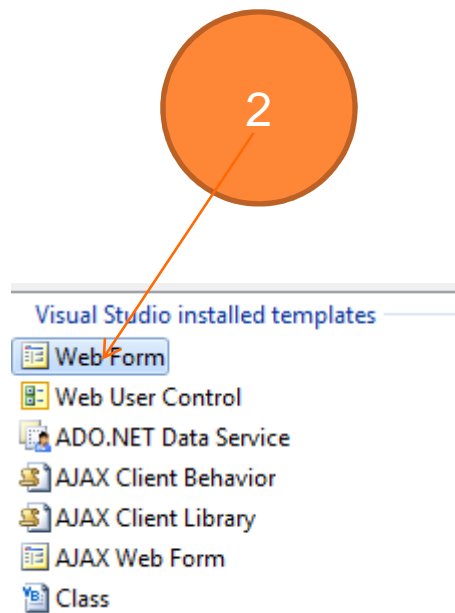 2
Visual Studio installed templates
Web Form
Web User Control
ADO.NET Data Service
AJAX Client Behavior
AJAX Client Library
AJAX Web Form
VB Class